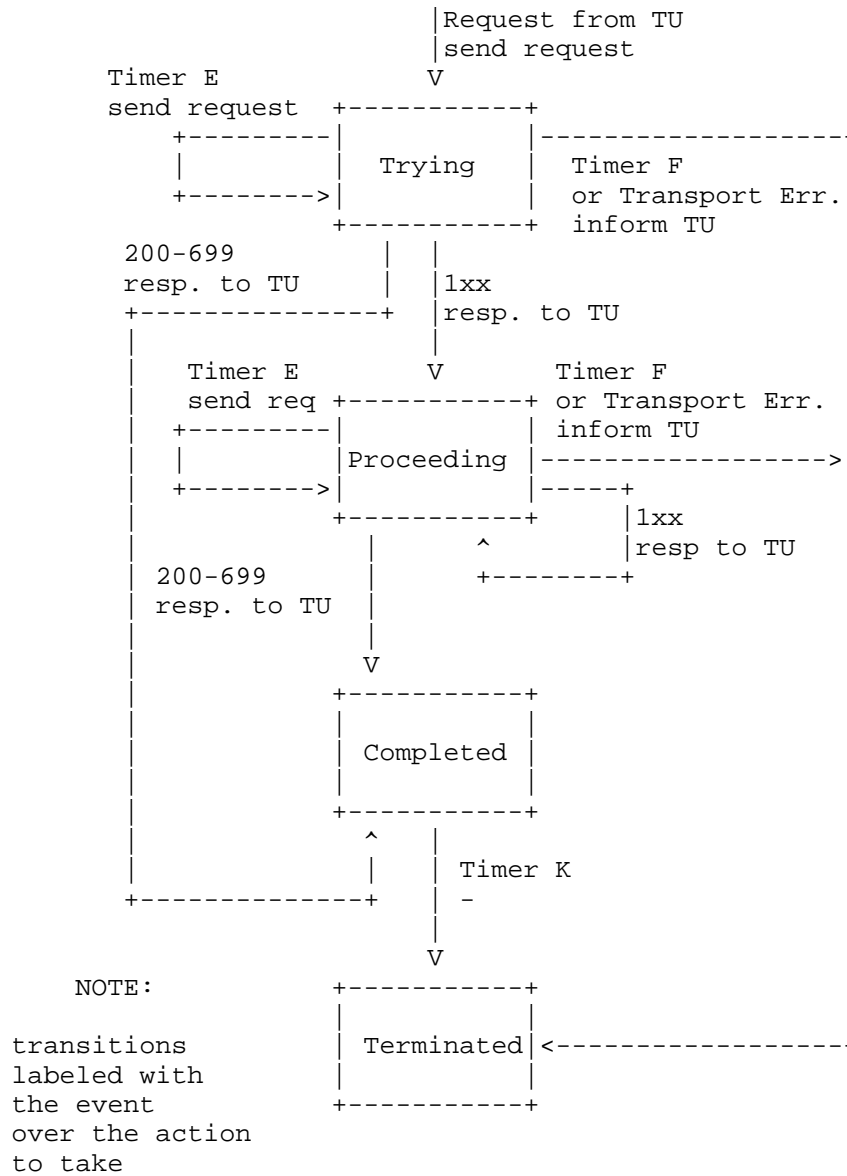 Request from TU
send request
Timer E
send request
Trying
Timer F
or Transport Err.
inform TU
200-699
resp. to TU
1xx
resp. to TU
Timer E
send req
Timer F
or Transport Err.
inform TU
Proceeding
1xx
resp to TU
200-699
resp. to TU
Completed
Timer K
-
NOTE:
transitions
labeled with
the event
over the action
to take
Terminated